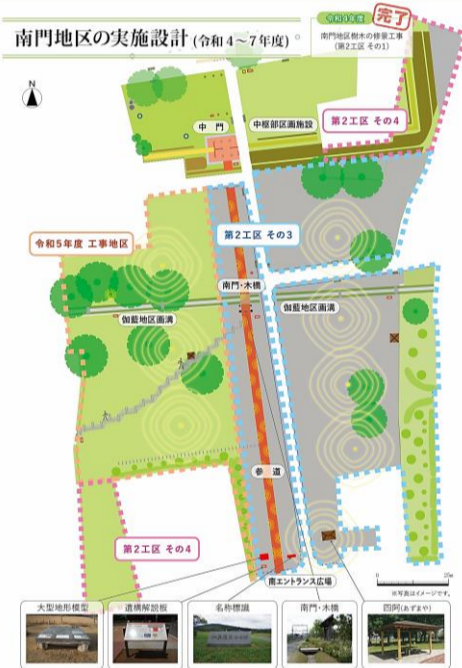 南門地区の実施設計 (令和4～7年度)
令和4年度 完了
南門地区樹木の修景工事
(第2工区 その1)
N
中門
中枢部区画施設
第2工区 その4
令和5年度 工事地区
第2工区 その3
南門・木橋
伽藍地区画溝
伽藍地区画溝
参道
第2工区 その4
南エントランス広場
0
25m
※写真はイメージです。
大型地形模型
遺構解説板
名称標識
南門・木橋
四阿(あずまや)